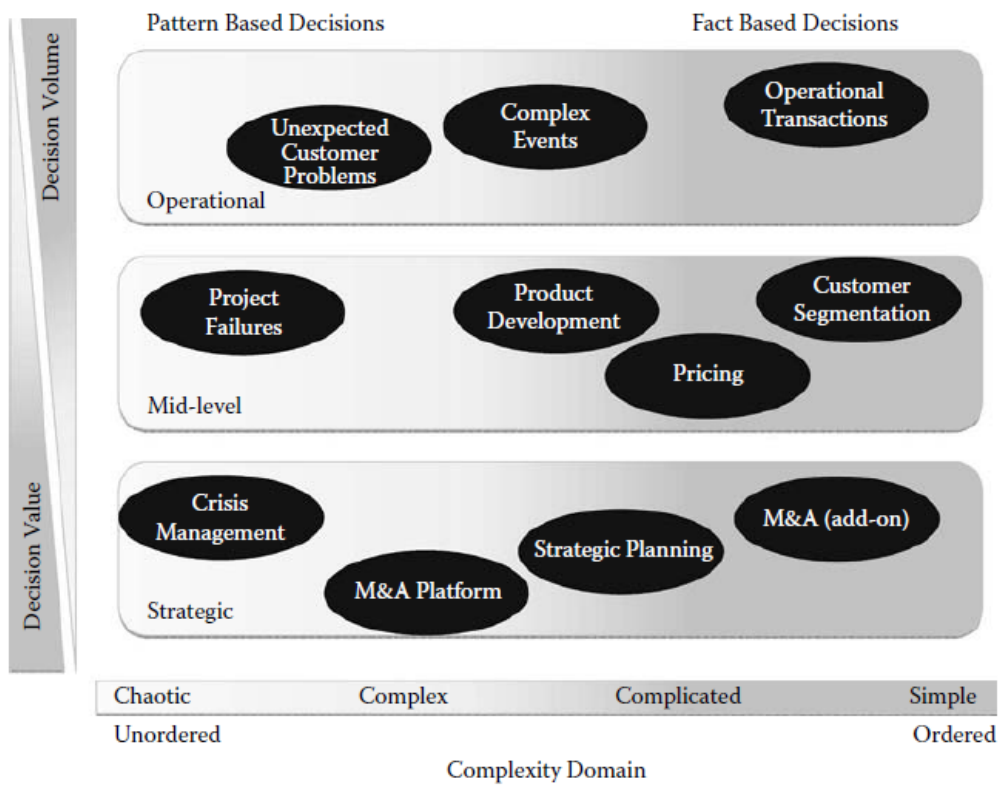 Pattern Based Decisions
Fact Based Decisions
Decision Volume
Decision Value
Unexpected
Customer
Problems
Complex
Events
Operational
Transactions
Operational
Project
Failures
Product
Development
Customer
Segmentation
Pricing
Mid-level
Crisis
Management
M&A Platform
Strategic Planning
M&A (add-on)
Strategic
Chaotic
Complex
Complicated
Simple
Unordered
Ordered
Complexity Domain